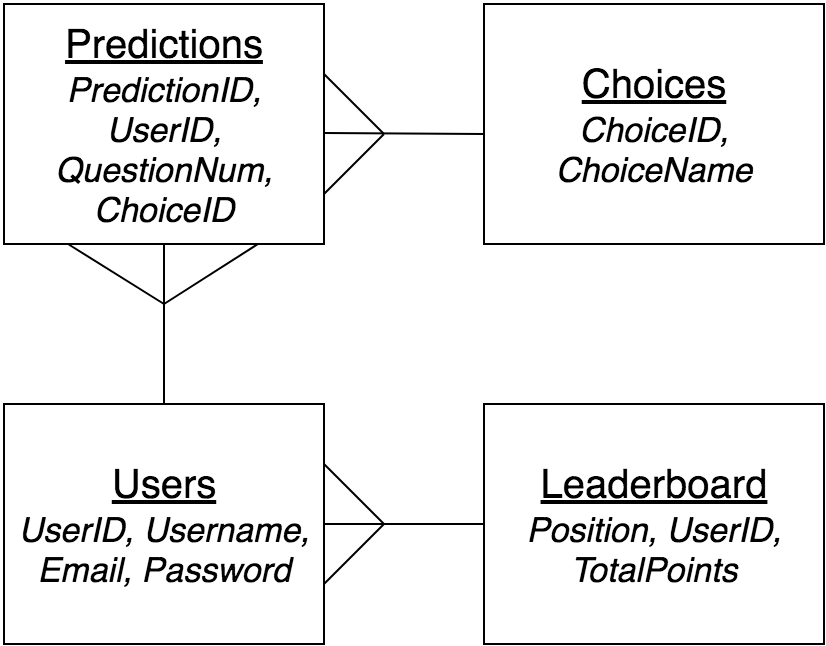 Predictions
PredictionID,
UserID,
QuestionNum,
ChoiceID
Choices
ChoiceID,
ChoiceName
Users
UserID, Username,
Email, Password
Leaderboard
Position, UserID,
TotalPoints